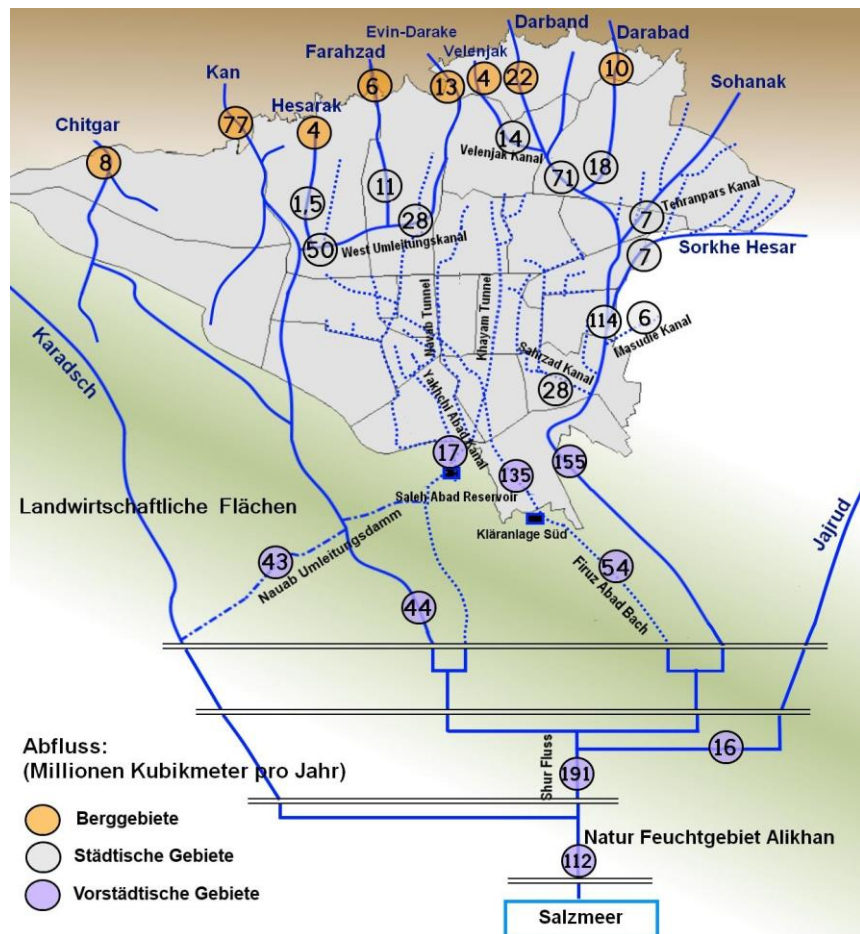 Evin-Darake
Darband
Velenjak
Darabad
Farahzad
Kan
Hesarak
Sohanak
Chitgar
6
13
4
22
10
77
4
8
14
Velenjak Kanal
71
18
11
1,5
28
50
West Umleitungskanal
Tehranpars Kanal
7
7
Sorkhe Hesar
Navab Tunnel
Khayam Tunnel
114
6
Masudie Kanal
Karadsch
28
Yakhchi Abad Kanal
17
135
155
Saleh Abad Reservoir
Landwirtschaftliche Flächen
Kläranlage Süd
Jajrud
43
Nauab Umleitungsdamm
54
Firuz Abad Bach
44
16
Shur Fluss
191
Abfluss:
(Millionen Kubikmeter pro Jahr)
Berggebiete
Städtische Gebiete
Vorstädtische Gebiete
Natur Feuchtgebiet Alikhan
112
Salzmeer